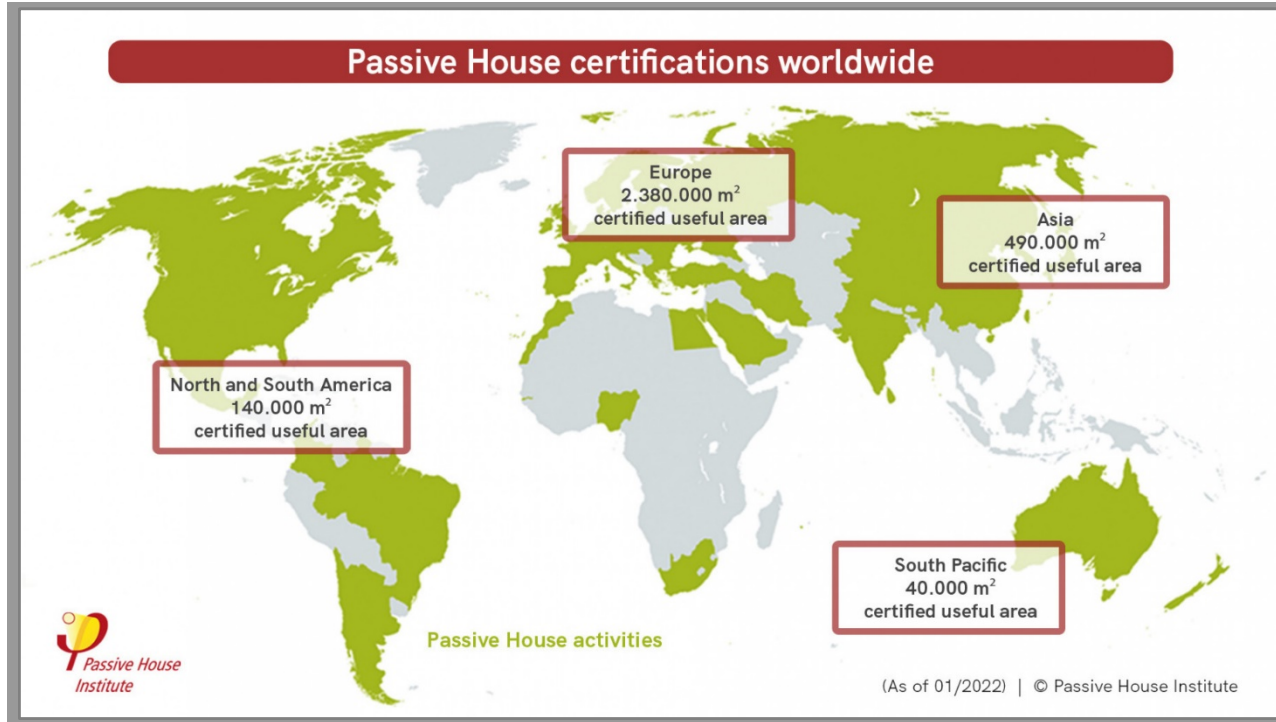 Passive House certifications worldwide
Europe
2.380.000 m²
certified useful area
Asia
490.000 m²
certified useful area
North and South America
140.000 m²
certified useful area
South Pacific
40.000 m²
certified useful area
Passive House activities
Passive House
Institute
(As of 01/2022) | © Passive House Institute